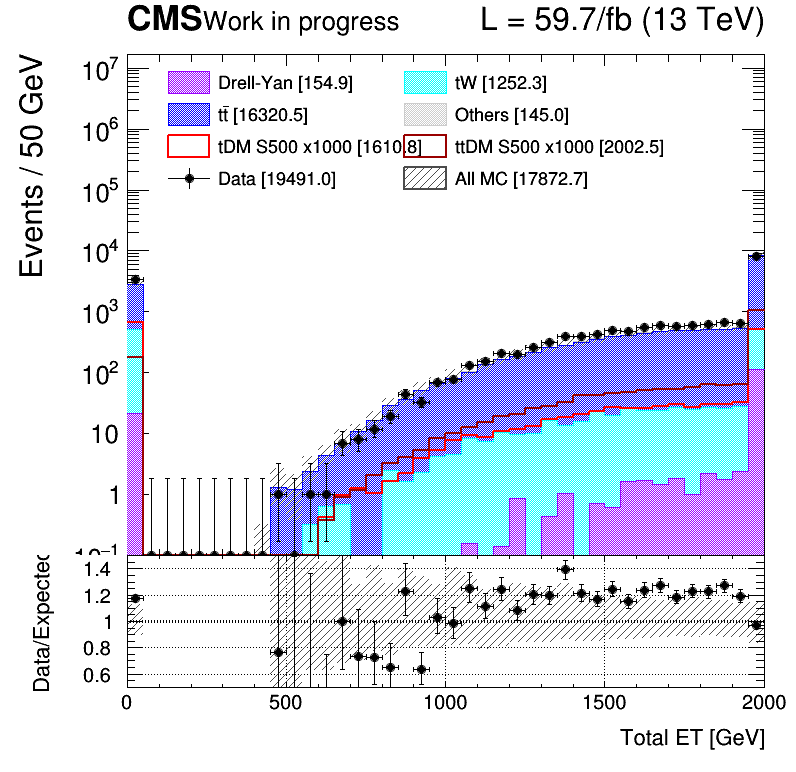 CMS Work in progress L = 59.7/fb (13 TeV)
Events / 50 GeV
Drell-Yan [154.9] tW [1252.3]
tt̄ [16320.5] Others [145.0]
tDM S500 x1000 [1610.8] ttDM S500 x1000 [2002.5]
Data [19491.0] All MC [17872.7]
10⁷
10⁶
10⁵
10⁴
10³
10²
10
1
10⁻¹
Data/Expected
1.4
1.2
1
0.8
0.6
0 500 1000 1500 2000
Total ET [GeV]